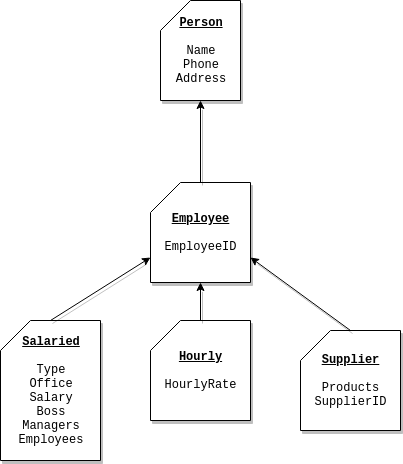 Person
Name
Phone
Address
Employee
EmployeeID
Salaried
Type
Office
Salary
Boss
Managers
Employees
Hourly
HourlyRate
Supplier
Products
SupplierID